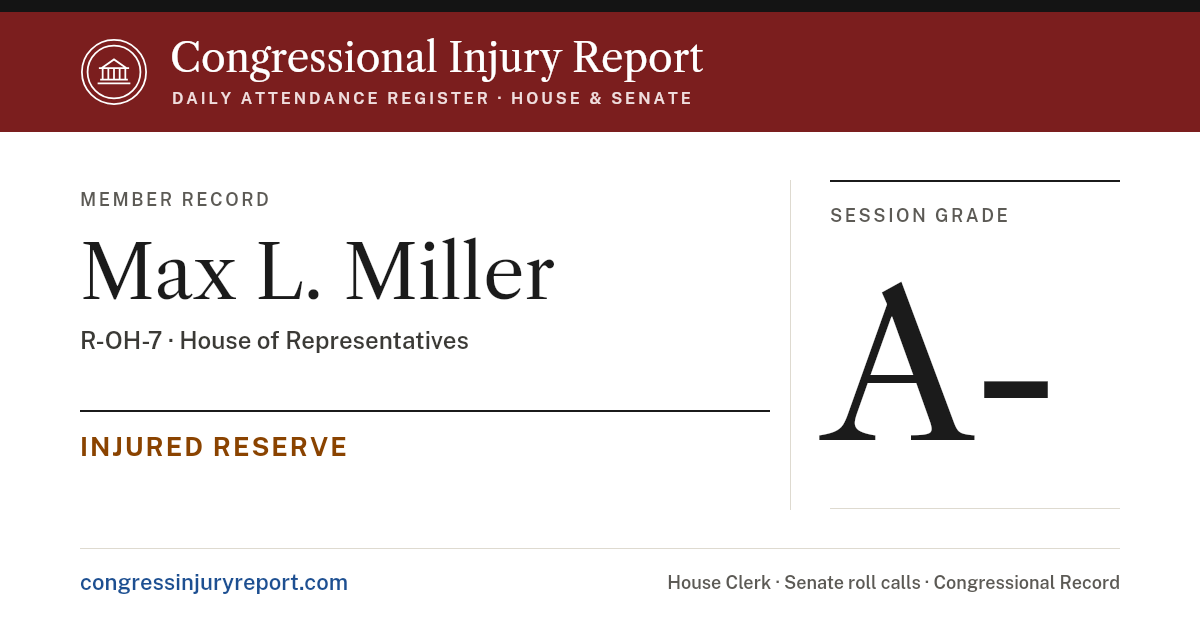 Congressional Injury Report
DAILY ATTENDANCE REGISTER · HOUSE & SENATE
MEMBER RECORD
Max L. Miller
R-OH-7 · House of Representatives
INJURED RESERVE
SESSION GRADE
A-
congressinjuryreport.com
House Clerk · Senate roll calls · Congressional Record